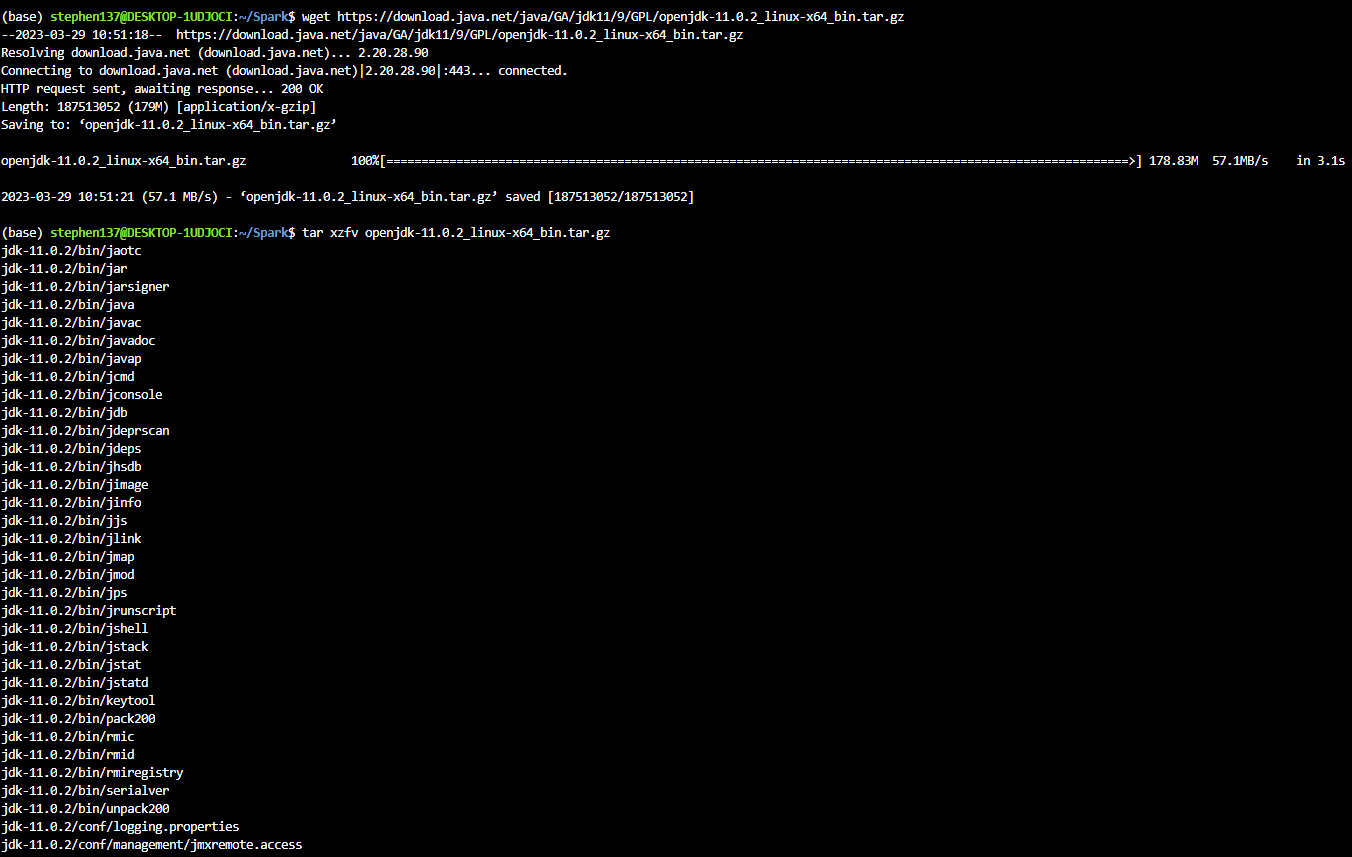 (base) stephen137@DESKTOP-1UDJOCI:~/Spark$ wget https://download.java.net/java/GA/jdk11/9/GPL/openjdk-11.0.2_linux-x64_bin.tar.gz
--2023-03-29 10:51:18--  https://download.java.net/java/GA/jdk11/9/GPL/openjdk-11.0.2_linux-x64_bin.tar.gz
Resolving download.java.net (download.java.net)... 2.20.28.90
Connecting to download.java.net (download.java.net)|2.20.28.90|:443... connected.
HTTP request sent, awaiting response... 200 OK
Length: 187513052 (179M) [application/x-gzip]
Saving to: ‘openjdk-11.0.2_linux-x64_bin.tar.gz’
openjdk-11.0.2_linux-x64_bin.tar.gz 100%[==========================================================================================================>] 178.83M  57.1MB/s    in 3.1s
2023-03-29 10:51:21 (57.1 MB/s) - ‘openjdk-11.0.2_linux-x64_bin.tar.gz’ saved [187513052/187513052]
(base) stephen137@DESKTOP-1UDJOCI:~/Spark$ tar xzfv openjdk-11.0.2_linux-x64_bin.tar.gz
jdk-11.0.2/bin/jaotc
jdk-11.0.2/bin/jar
jdk-11.0.2/bin/jarsigner
jdk-11.0.2/bin/java
jdk-11.0.2/bin/javac
jdk-11.0.2/bin/javadoc
jdk-11.0.2/bin/javap
jdk-11.0.2/bin/jcmd
jdk-11.0.2/bin/jconsole
jdk-11.0.2/bin/jdb
jdk-11.0.2/bin/jdeprscan
jdk-11.0.2/bin/jdeps
jdk-11.0.2/bin/jhsdb
jdk-11.0.2/bin/jimage
jdk-11.0.2/bin/jinfo
jdk-11.0.2/bin/jjs
jdk-11.0.2/bin/jlink
jdk-11.0.2/bin/jmap
jdk-11.0.2/bin/jmod
jdk-11.0.2/bin/jps
jdk-11.0.2/bin/jrunscript
jdk-11.0.2/bin/jshell
jdk-11.0.2/bin/jstack
jdk-11.0.2/bin/jstat
jdk-11.0.2/bin/jstatd
jdk-11.0.2/bin/keytool
jdk-11.0.2/bin/pack200
jdk-11.0.2/bin/rmic
jdk-11.0.2/bin/rmid
jdk-11.0.2/bin/rmiregistry
jdk-11.0.2/bin/serialver
jdk-11.0.2/bin/unpack200
jdk-11.0.2/conf/logging.properties
jdk-11.0.2/conf/management/jmxremote.access